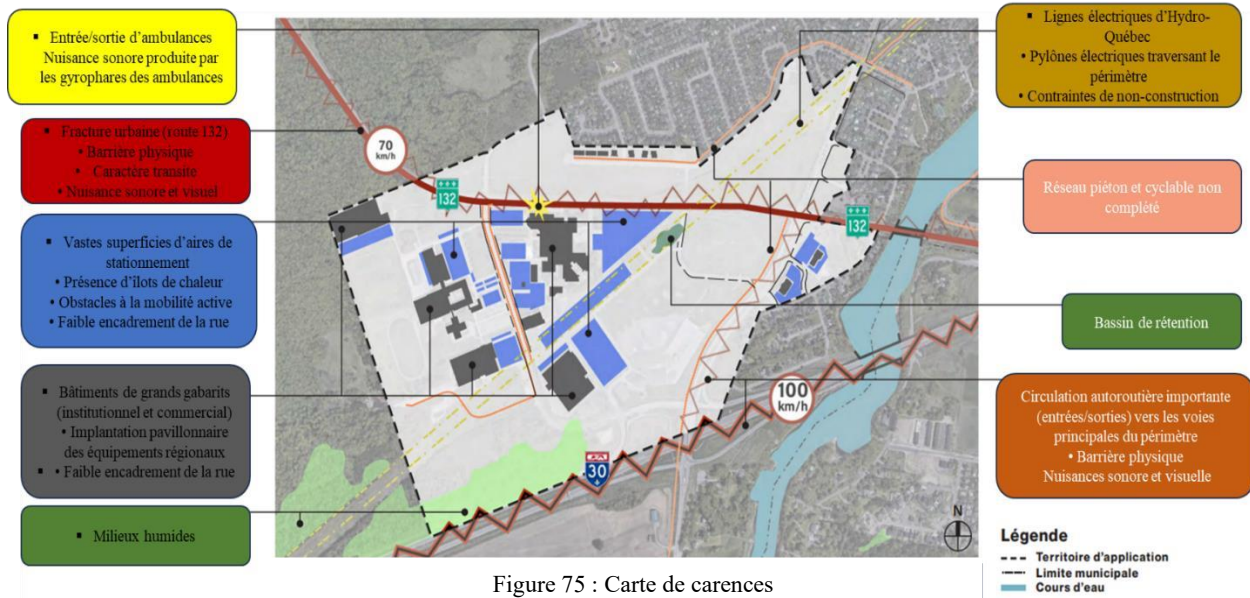 ▪ Entrée/sortie d'ambulances
Nuisance sonore produite par
les gyrophares des ambulances
▪ Fracture urbaine (route 132)
• Barrière physique
• Caractère transite
• Nuisance sonore et visuel
▪ Vastes superficies d'aires de
stationnement
• Présence d'îlots de chaleur
• Obstacles à la mobilité active
• Faible encadrement de la rue
▪ Bâtiments de grands gabarits
(institutionnel et commercial)
• Implantation pavillonnaire
des équipements régionaux
▪ • Faible encadrement de la rue
▪ Milieux humides
70
km/h
132
132
100
km/h
30
N
▪ Lignes électriques d'Hydro-
Québec
• Pylônes électriques traversant le
périmètre
• Contraintes de non-construction
Réseau piéton et cyclable non
complété
Bassin de rétention
Circulation autoroutière importante
(entrées/sorties) vers les voies
principales du périmètre
• Barrière physique
Nuisances sonore et visuelle
Légende
Territoire d'application
Limite municipale
Cours d'eau
Figure 75 : Carte de carences